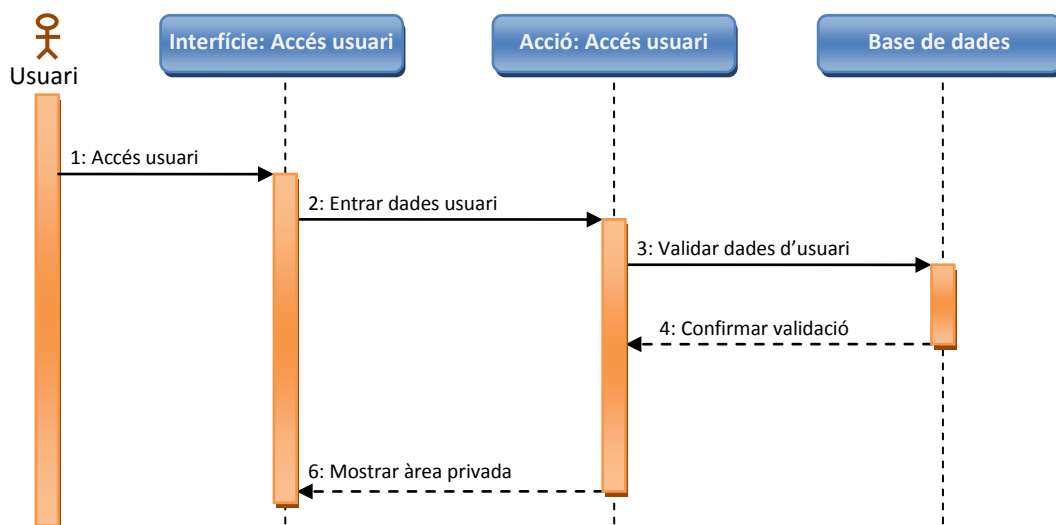 Usuari
Interfície: Accés usuari
Acció: Accés usuari
Base de dades
1: Accés usuari
2: Entrar dades usuari
3: Validar dades d’usuari
4: Confirmar validació
6: Mostrar àrea privada